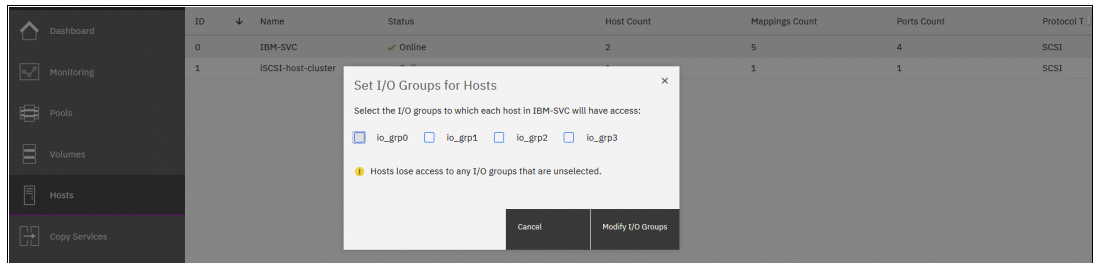 ID Name Status Host Count Mappings Count Ports Count Protocol T
Dashboard
0 IBM-SVC Online 2 5 4 SCSI
1 iSCSI-host-cluster 1 1 SCSI
Monitoring
Set I/O Groups for Hosts
Select the I/O groups to which each host in IBM-SVC will have access:
Pools
io_grp0 io_grp1 io_grp2 io_grp3
Volumes
Hosts lose access to any I/O groups that are unselected.
Hosts
Cancel Modify I/O Groups
Copy Services